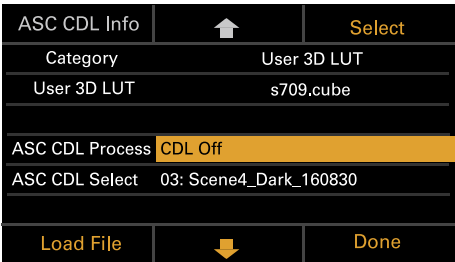 ASC CDL Info Select
Category User 3D LUT
User 3D LUT s709.cube
ASC CDL Process CDL Off
ASC CDL Select 03: Scene4_Dark_160830
Load File Done